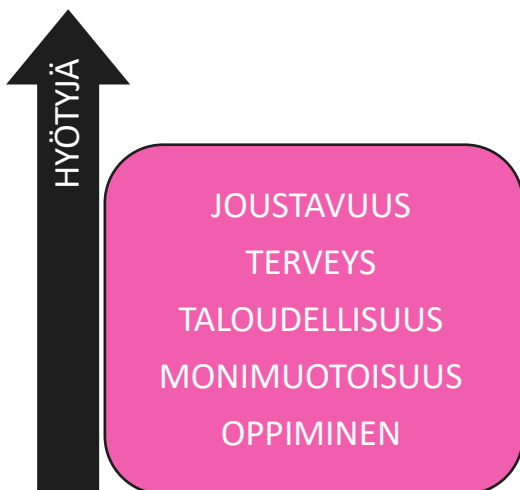 HYÖTYJÄ
JOUSTAVUUS
TERVEYS
TALOUDELLISUUS
MONIMUOTOISUUS
OPPIMINEN